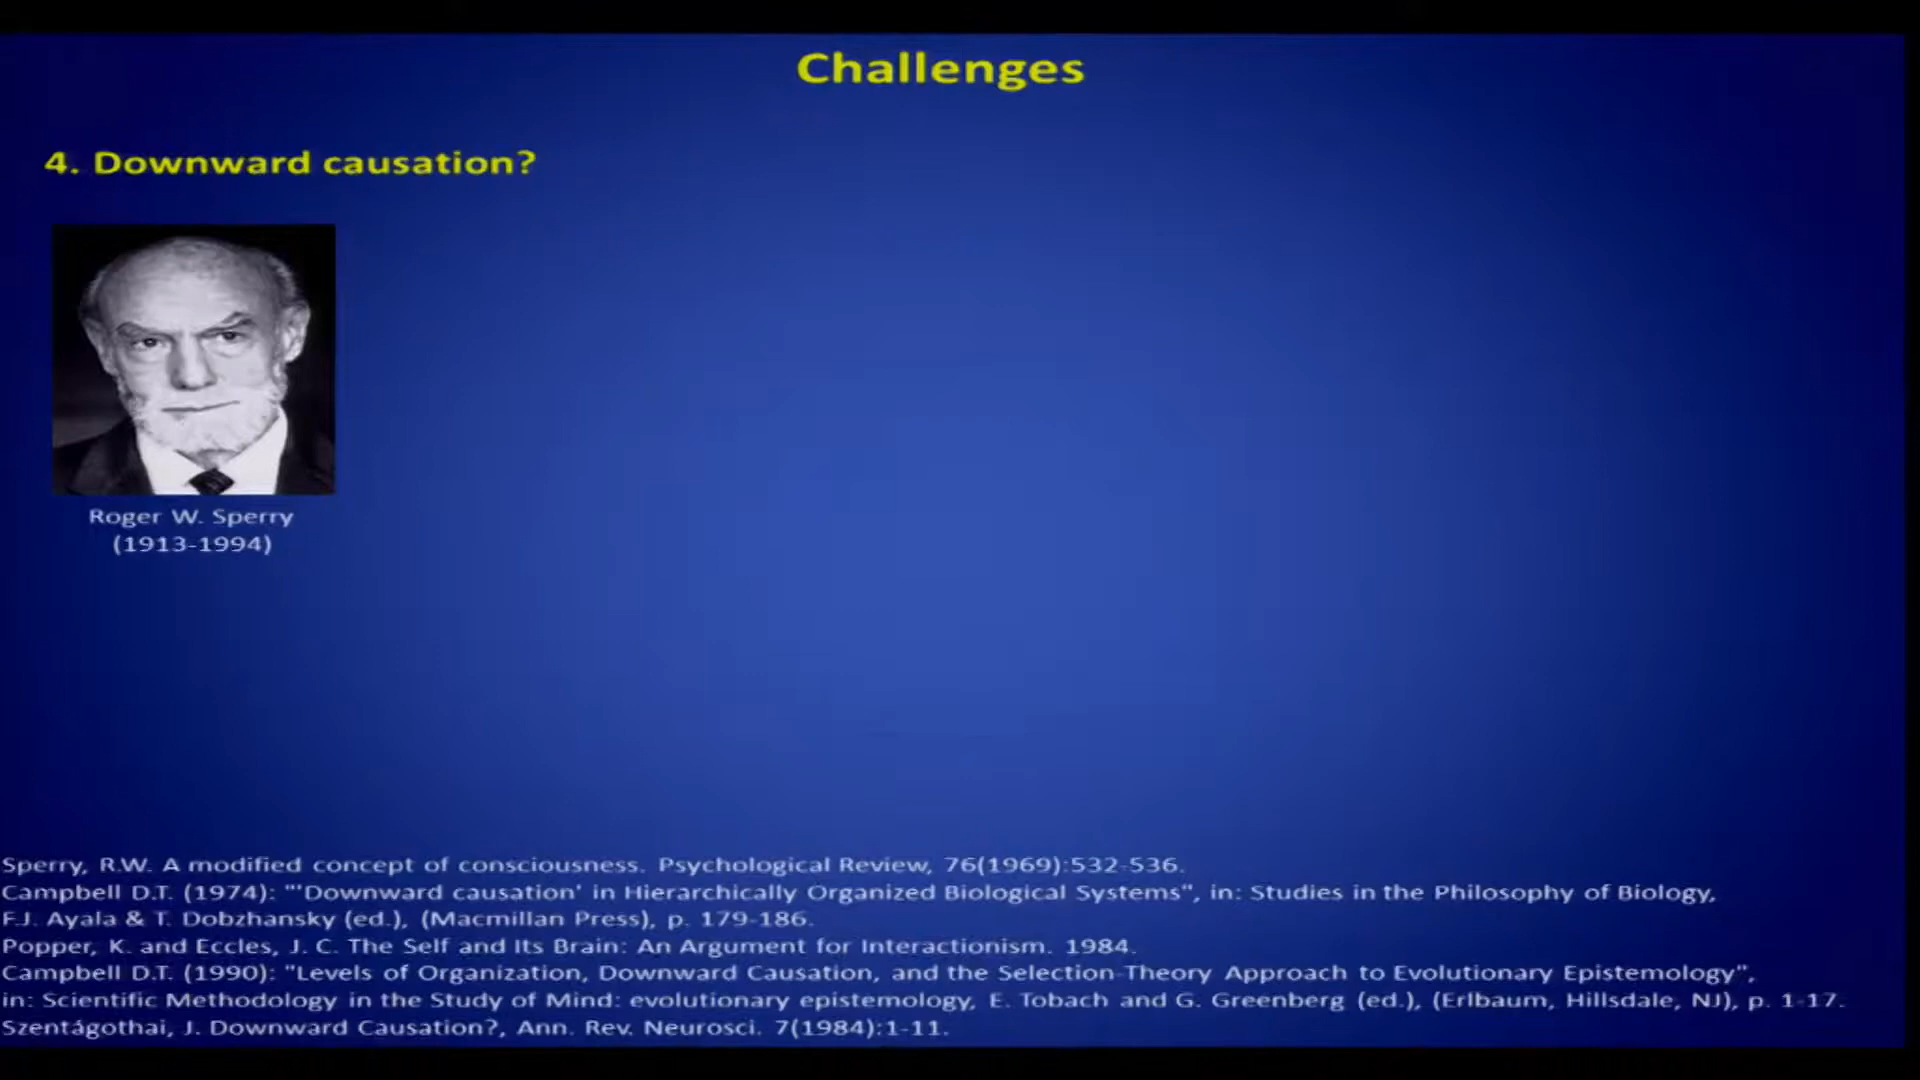 Challenges
4. Downward causation?
Roger W. Sperry
(1913-1994)
Sperry, R.W. A modified concept of consciousness. Psychological Review, 76(1969):532-536.
Campbell D.T. (1974): "'Downward causation' in Hierarchically Organized Biological Systems", in: Studies in the Philosophy of Biology,
F.J. Ayala & T. Dobzhansky (ed.), (Macmillan Press), p. 179-186.
Popper, K. and Eccles, J. C. The Self and Its Brain: An Argument for Interactionism. 1984.
Campbell D.T. (1990): "Levels of Organization, Downward Causation, and the Selection-Theory Approach to Evolutionary Epistemology",
in: Scientific Methodology in the Study of Mind: evolutionary epistemology, E. Tobach and G. Greenberg (ed.), (Erlbaum, Hillsdale, NJ), p. 1-17.
Szentágothai, J. Downward Causation?, Ann. Rev. Neurosci. 7(1984):1-11.